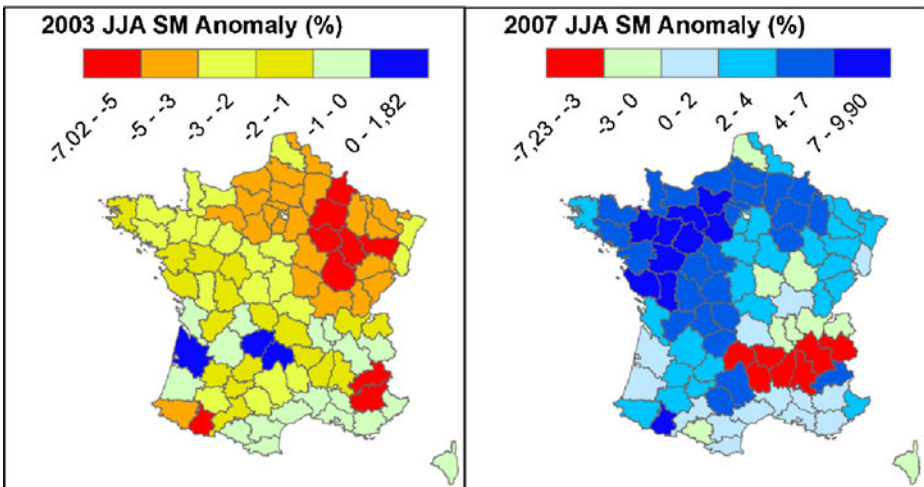 2003 JJA SM Anomaly (%)
-7,02 - -5
-5 - -3
-3 - -2
-2 - -1
-1 - 0
0 - 1,82
2007 JJA SM Anomaly (%)
-7,23 - -3
-3 - 0
0 - 2
2 - 4
4 - 7
7 - 9,90